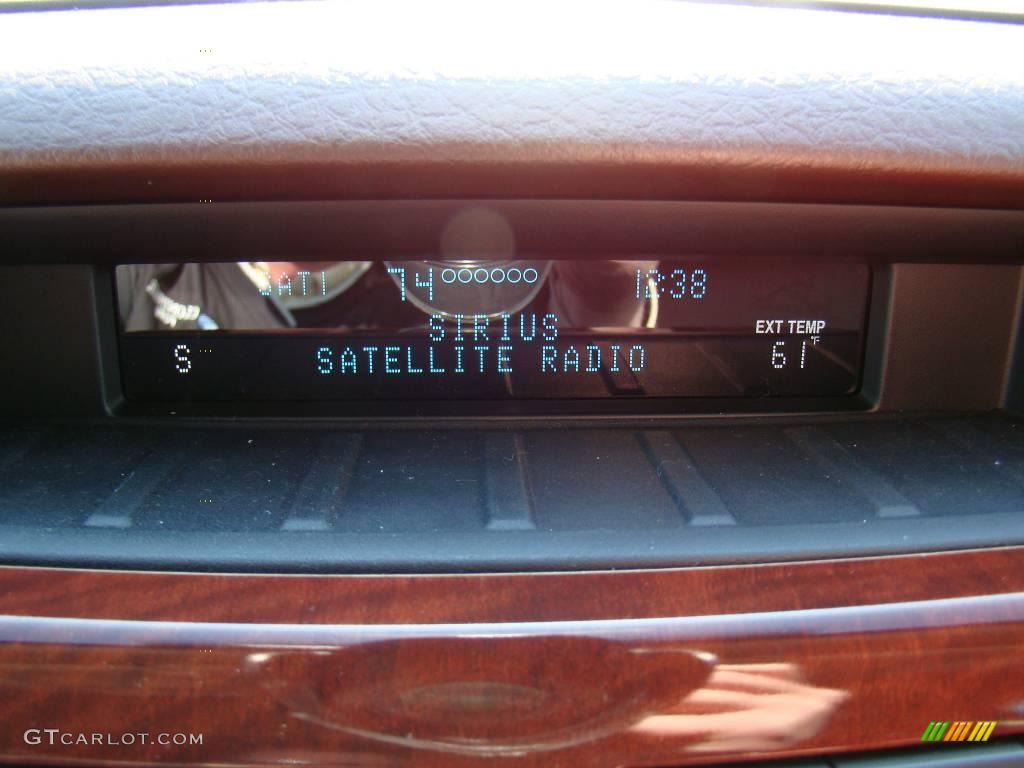 SAT1 74 12:38
SIRIUS
EXT TEMP
S SATELLITE RADIO 61°F
GTCARLOT.COM